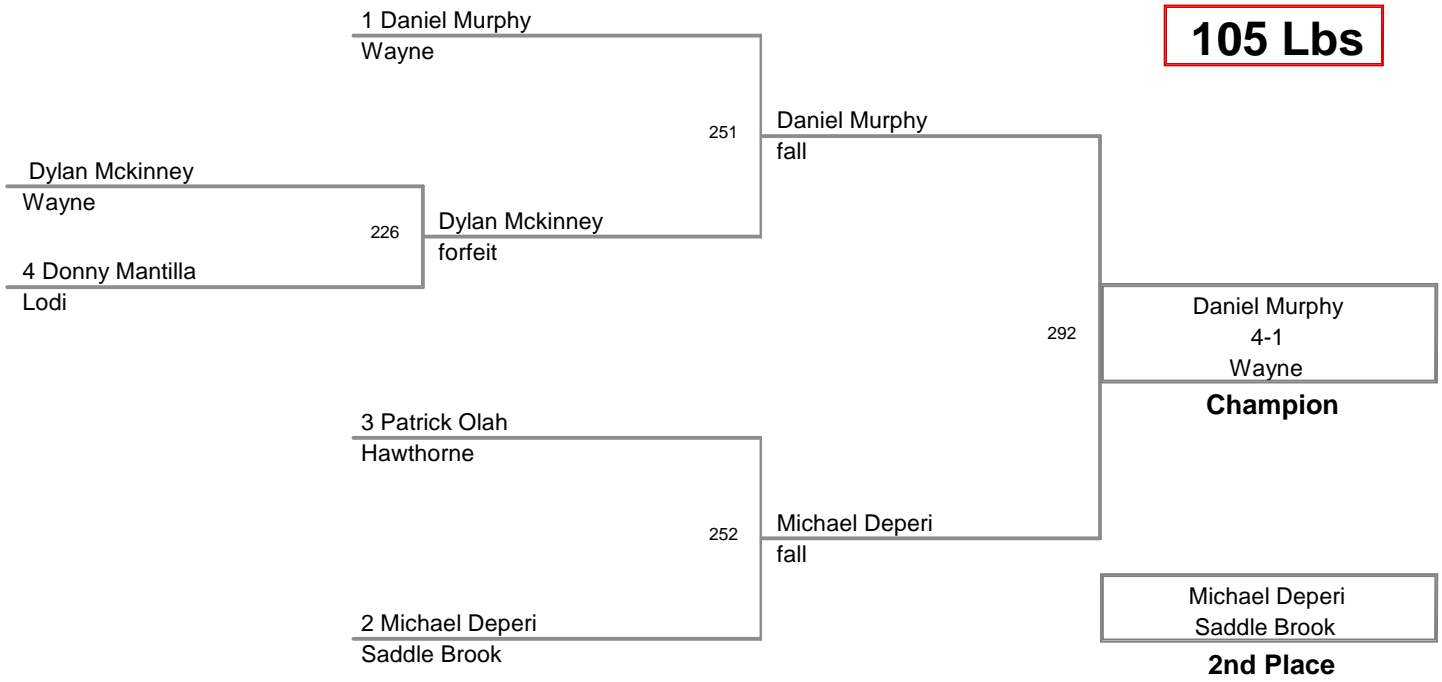 1 Daniel Murphy
Wayne
105 Lbs
251
Daniel Murphy
fall
Dylan Mckinney
Wayne
226
Dylan Mckinney
forfeit
4 Donny Mantilla
Lodi
292
Daniel Murphy
4-1
Wayne
Champion
3 Patrick Olah
Hawthorne
252
Michael Deperi
fall
2 Michael Deperi
Saddle Brook
Michael Deperi
Saddle Brook
2nd Place